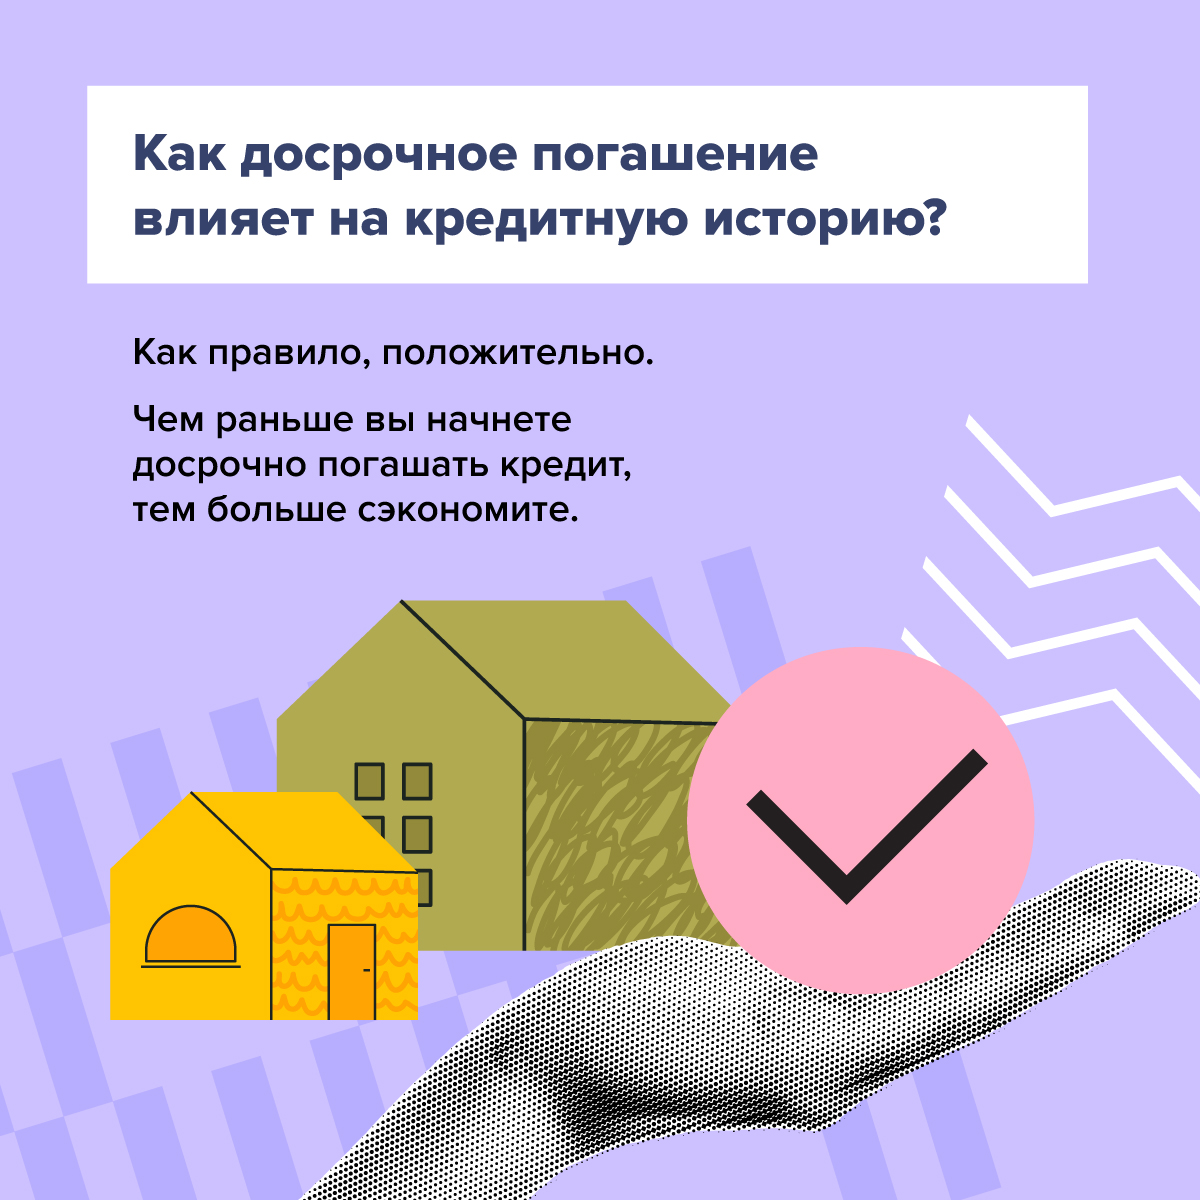 Как досрочное погашение
влияет на кредитную историю?
Как правило, положительно.
Чем раньше вы начнете
досрочно погашать кредит,
тем больше сэкономите.